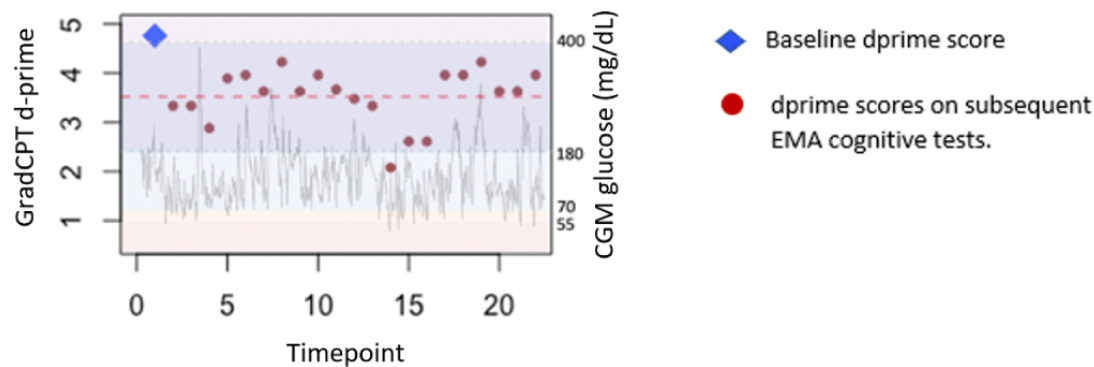 GradCPT d-prime
5
4
3
2
1
400
180
70
55
CGM glucose (mg/dL)
0 5 10 15 20
Timepoint
Baseline dprime score
dprime scores on subsequent
EMA cognitive tests.